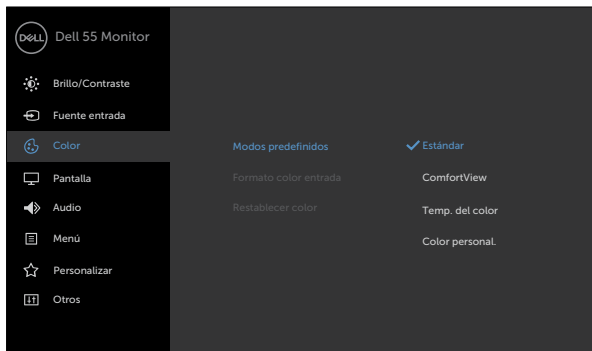 DELL Dell 55 Monitor
Brillo/Contraste
Fuente entrada
Color Modos predefinidos Estándar
Pantalla Formato color entrada ComfortView
Audio Restablecer color Temp. del color
Menú Color personal.
Personalizar
Otros